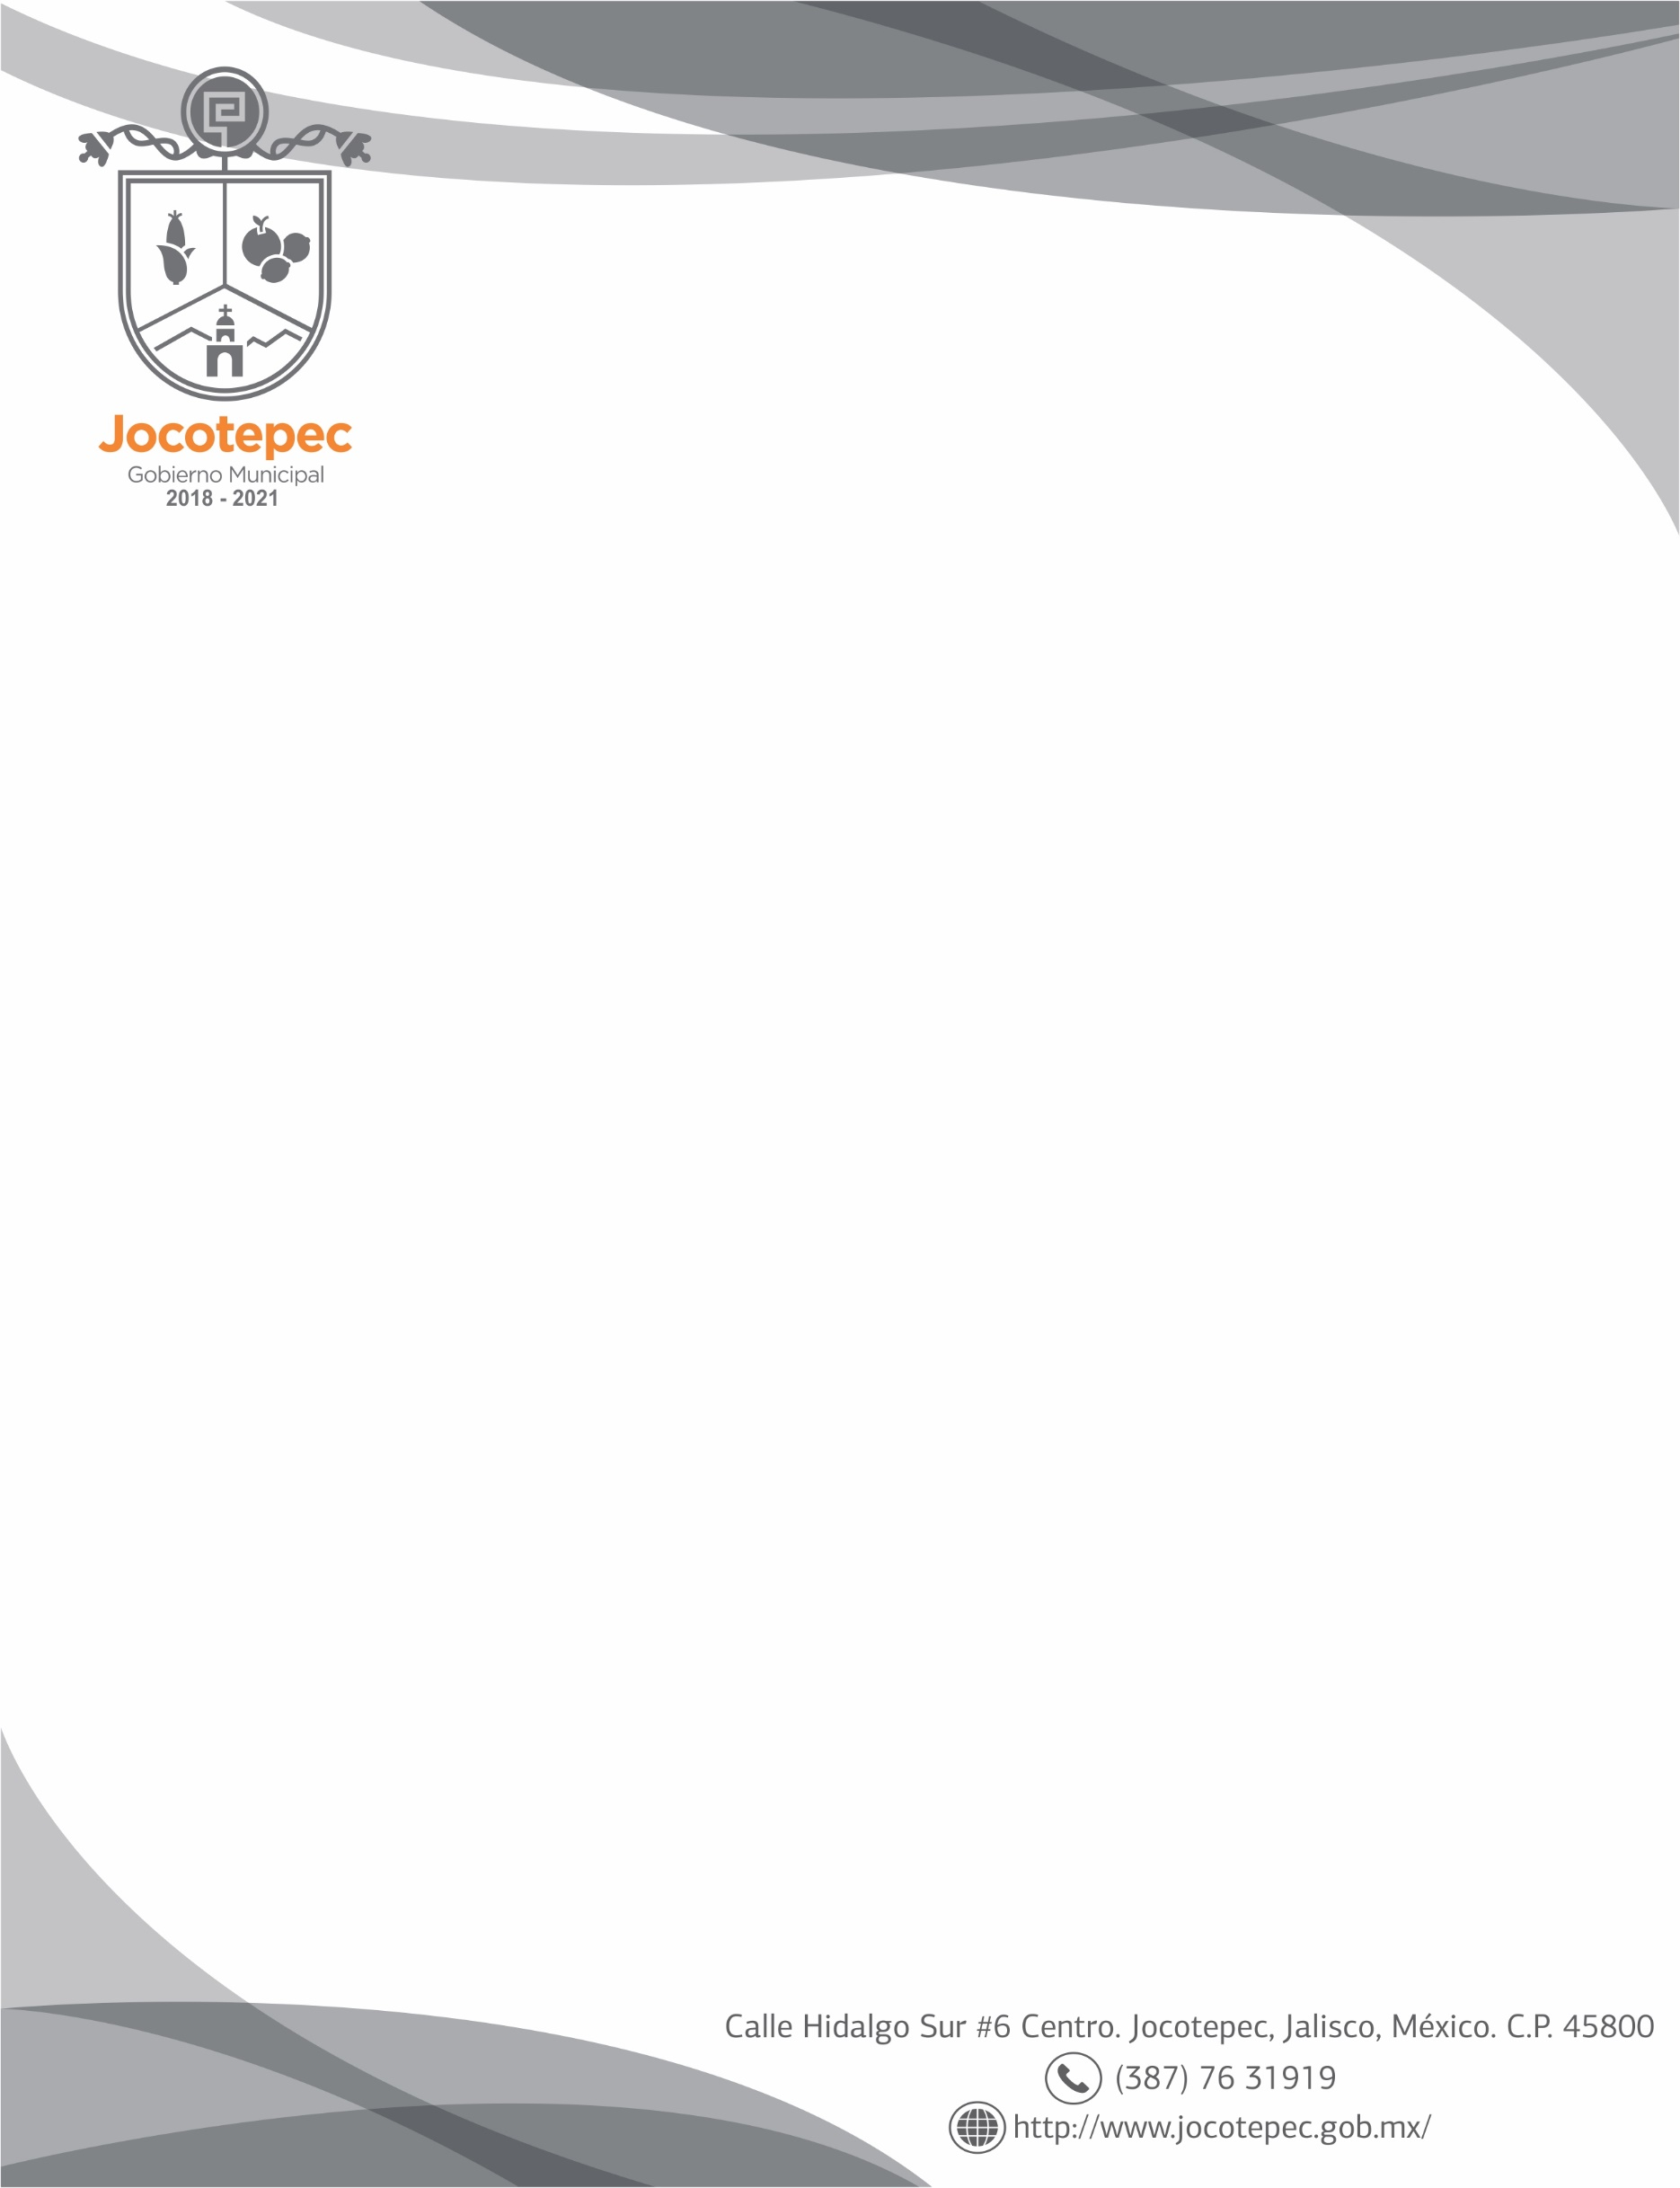 Jocotepec
Gobierno Municipal
2018 - 2021
Calle Hidalgo Sur #6 Centro. Jocotepec, Jalisco, México. C.P. 45800
(387) 76 31919
http://www.jocotepec.gob.mx/